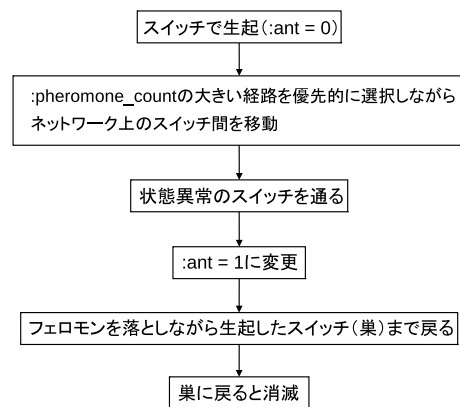 スイッチで生起（:ant = 0）
:pheromone_countの大きい経路を優先的に選択しながら
ネットワーク上のスイッチ間を移動
状態異常のスイッチを通る
:ant = 1に変更
フェロモンを落としながら生起したスイッチ（巣）まで戻る
巣に戻ると消滅